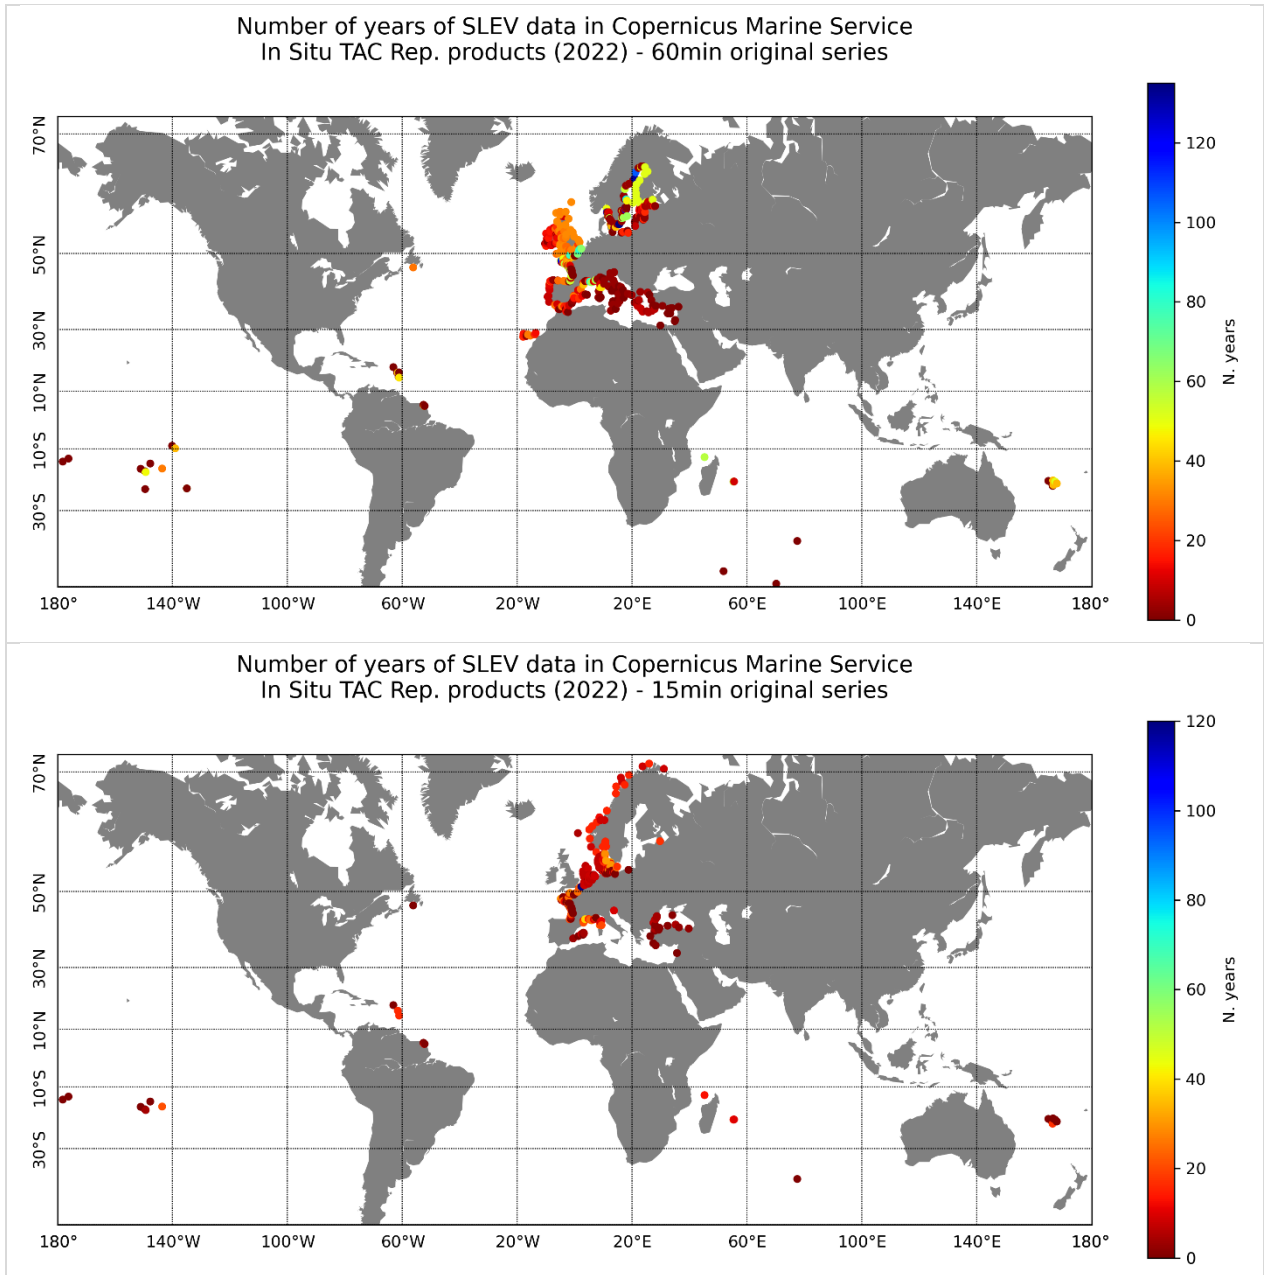 Number of years of SLEV data in Copernicus Marine Service
In Situ TAC Rep. products (2022) - 60min original series
70°N
50°N
30°N
10°N
10°S
30°S
180°
140°W
100°W
60°W
20°W
20°E
60°E
100°E
140°E
180°
120
100
80
60
40
20
0
N. years
Number of years of SLEV data in Copernicus Marine Service
In Situ TAC Rep. products (2022) - 15min original series
70°N
50°N
30°N
10°N
10°S
30°S
180°
140°W
100°W
60°W
20°W
20°E
60°E
100°E
140°E
180°
120
100
80
60
40
20
0
N. years